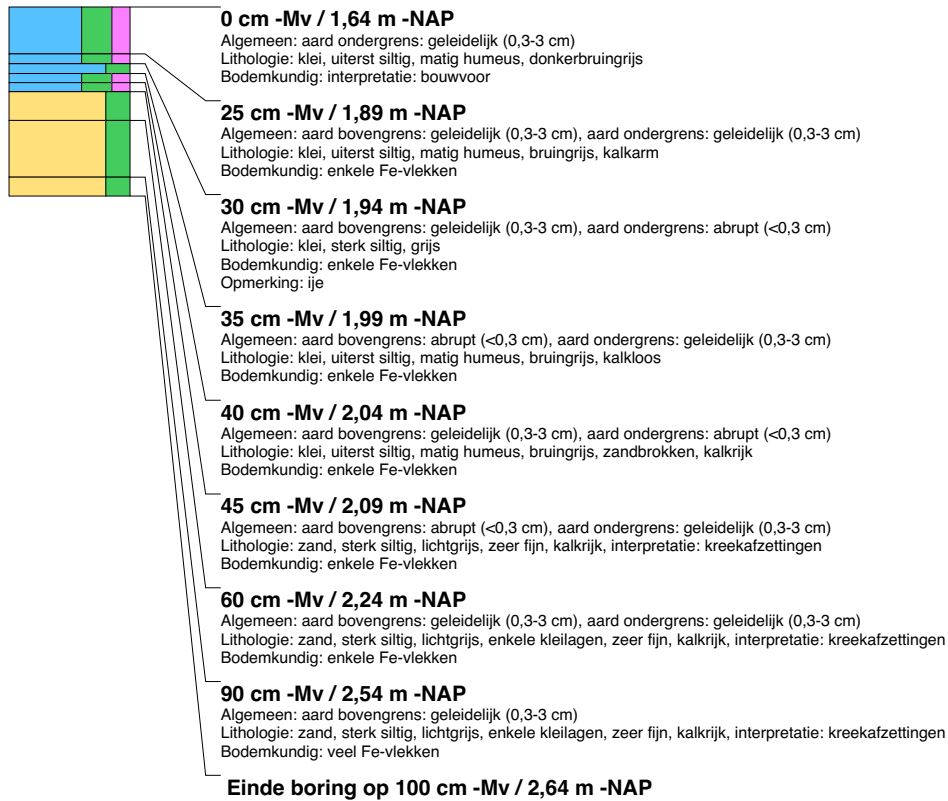 0 cm -Mv / 1,64 m -NAP
Algemeen: aard ondergrens: geleidelijk (0,3-3 cm)
Lithologie: klei, uiterst siltig, matig humeus, donkerbruingrijs
Bodemkundig: interpretatie: bouwvoor
25 cm -Mv / 1,89 m -NAP
Algemeen: aard bovengrens: geleidelijk (0,3-3 cm), aard ondergrens: geleidelijk (0,3-3 cm)
Lithologie: klei, uiterst siltig, matig humeus, bruingrijs, kalkarm
Bodemkundig: enkele Fe-vlekken
30 cm -Mv / 1,94 m -NAP
Algemeen: aard bovengrens: geleidelijk (0,3-3 cm), aard ondergrens: abrupt (<0,3 cm)
Lithologie: klei, sterk siltig, grijs
Bodemkundig: enkele Fe-vlekken
Opmerking: ije
35 cm -Mv / 1,99 m -NAP
Algemeen: aard bovengrens: abrupt (<0,3 cm), aard ondergrens: geleidelijk (0,3-3 cm)
Lithologie: klei, uiterst siltig, matig humeus, bruingrijs, kalkloos
Bodemkundig: enkele Fe-vlekken
40 cm -Mv / 2,04 m -NAP
Algemeen: aard bovengrens: geleidelijk (0,3-3 cm), aard ondergrens: abrupt (<0,3 cm)
Lithologie: klei, uiterst siltig, matig humeus, bruingrijs, zandbrokken, kalkrijk
Bodemkundig: enkele Fe-vlekken
45 cm -Mv / 2,09 m -NAP
Algemeen: aard bovengrens: abrupt (<0,3 cm), aard ondergrens: geleidelijk (0,3-3 cm)
Lithologie: zand, sterk siltig, lichtgrijs, zeer fijn, kalkrijk, interpretatie: kreekafzettingen
Bodemkundig: enkele Fe-vlekken
60 cm -Mv / 2,24 m -NAP
Algemeen: aard bovengrens: geleidelijk (0,3-3 cm), aard ondergrens: geleidelijk (0,3-3 cm)
Lithologie: zand, sterk siltig, lichtgrijs, enkele kleilagen, zeer fijn, kalkrijk, interpretatie: kreekafzettingen
Bodemkundig: enkele Fe-vlekken
90 cm -Mv / 2,54 m -NAP
Algemeen: aard bovengrens: geleidelijk (0,3-3 cm)
Lithologie: zand, sterk siltig, lichtgrijs, enkele kleilagen, zeer fijn, kalkrijk, interpretatie: kreekafzettingen
Bodemkundig: veel Fe-vlekken
Einde boring op 100 cm -Mv / 2,64 m -NAP